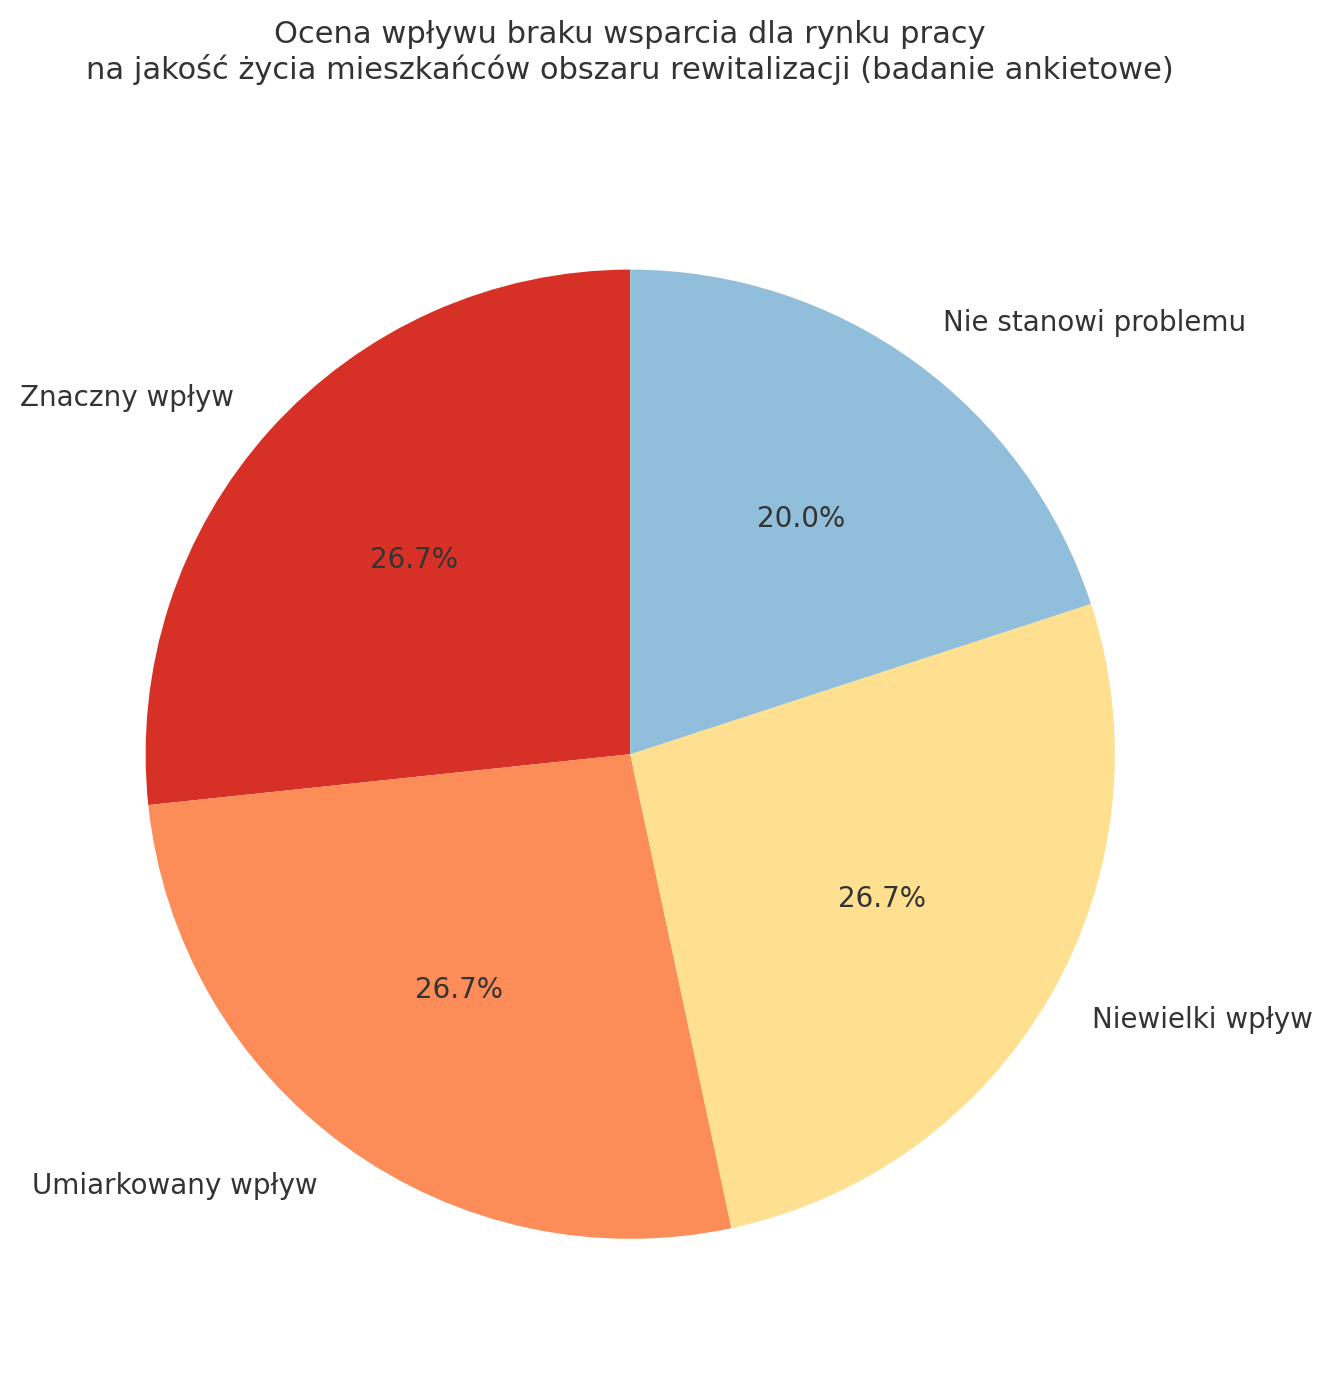 Ocena wpływu braku wsparcia dla rynku pracy
na jakość życia mieszkańców obszaru rewitalizacji (badanie ankietowe)
Nie stanowi problemu
Znaczny wpływ
20.0%
26.7%
26.7%
26.7%
Niewielki wpływ
Umiarkowany wpływ